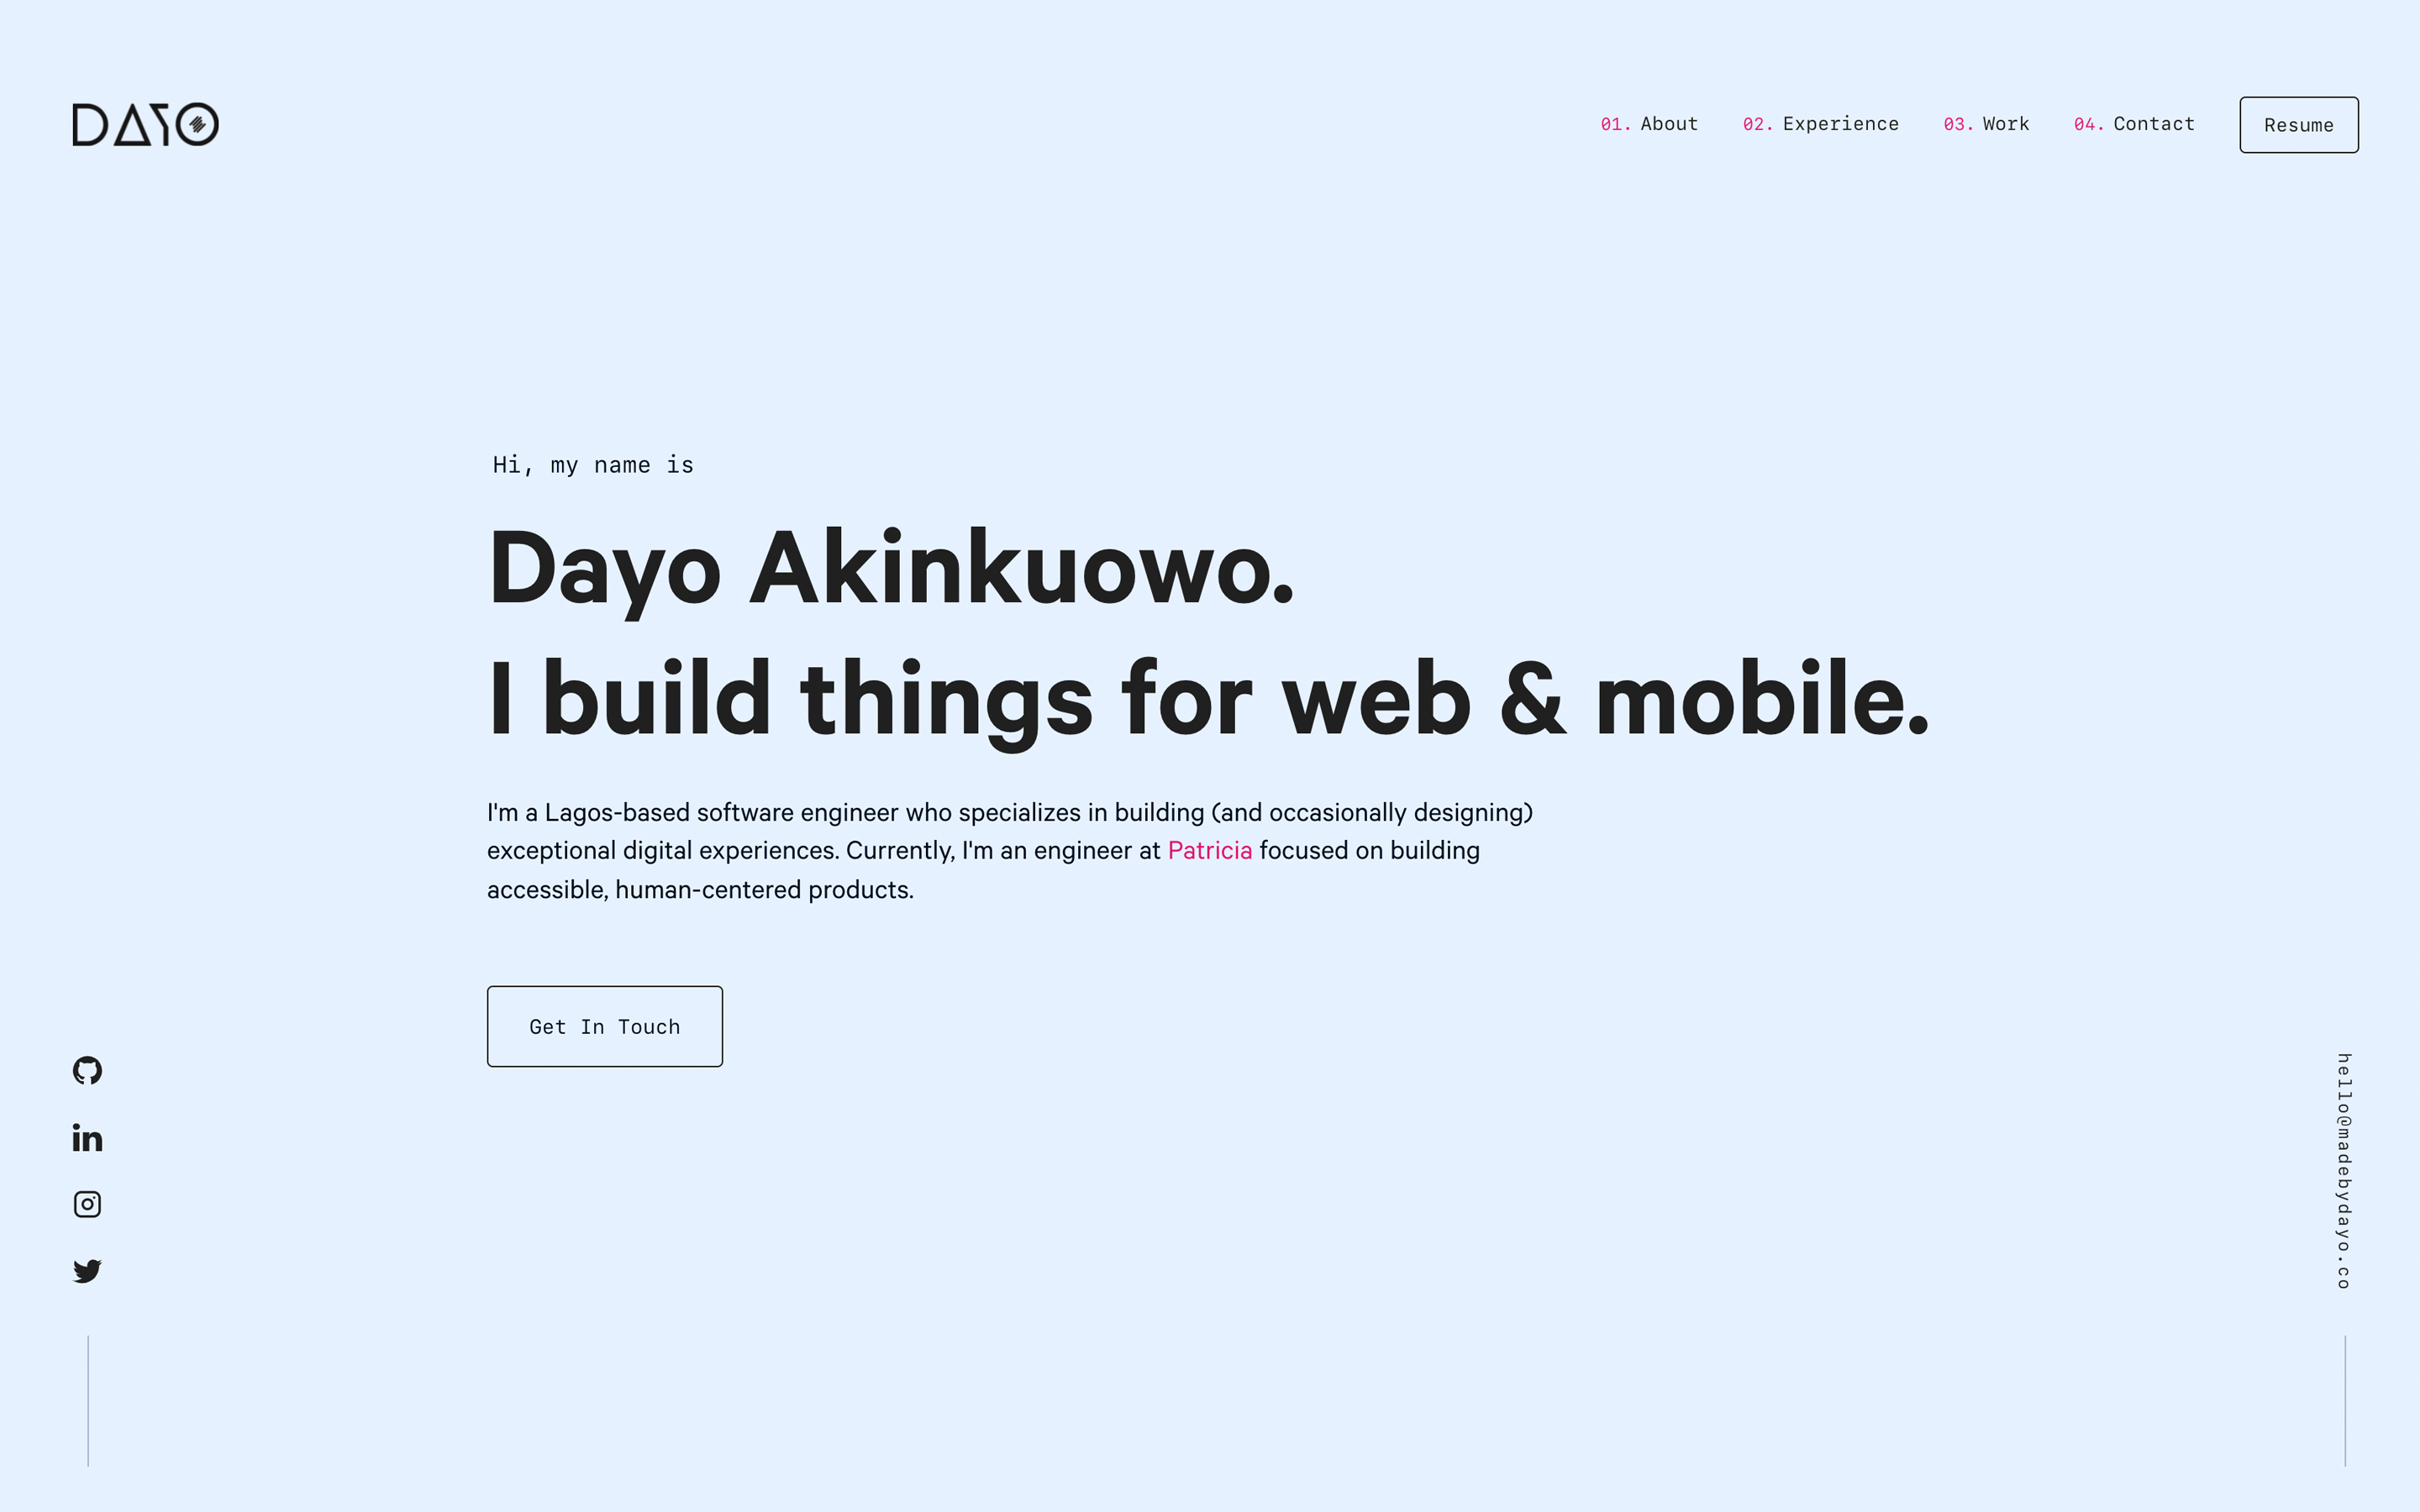 DAYO
01. About 02. Experience 03. Work 04. Contact Resume
Hi, my name is
Dayo Akinkuowo.
I build things for web & mobile.
I'm a Lagos-based software engineer who specializes in building (and occasionally designing)
exceptional digital experiences. Currently, I'm an engineer at Patricia focused on building
accessible, human-centered products.
Get In Touch
in
hello@madebydayo.co